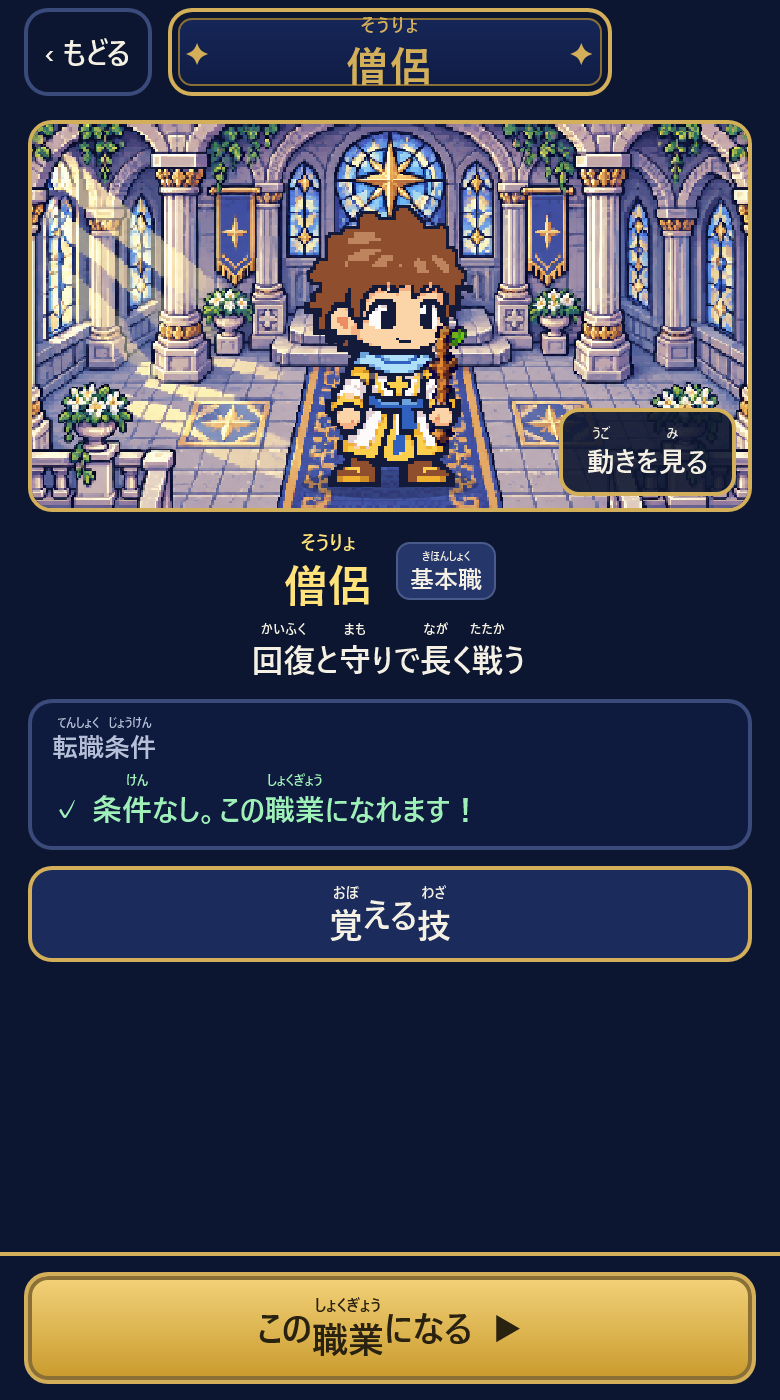 ‹ もどる
そうりょ
僧侶
うご み
動きを見る
そうりょ
僧侶
きほんしょく
基本職
かいふく まも なが たたか
回復と守りで長く戦う
てんしょく じょうけん
転職条件
けん しょくぎょう
✓ 条件なし。この職業になれます！
おぼ わざ
覚える技
しょくぎょう
この職業になる ▶